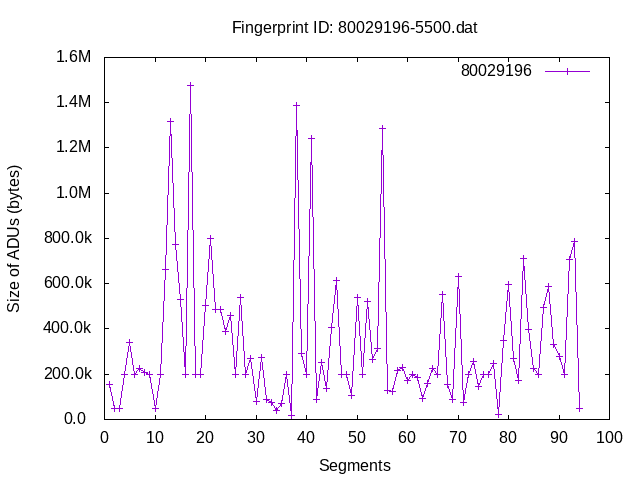 Fingerprint ID: 80029196-5500.dat
80029196
1.6M
1.4M
1.2M
1.0M
800.0k
600.0k
400.0k
200.0k
0.0
Size of ADUs (bytes)
0 10 20 30 40 50 60 70 80 90 100
Segments